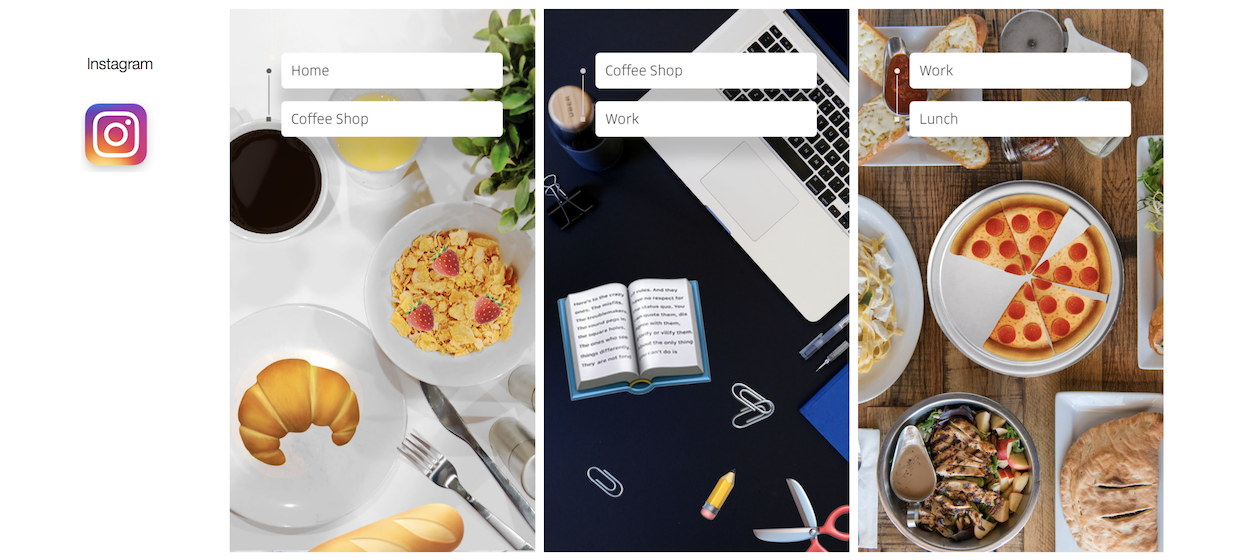 Instagram
Home
Coffee Shop
Coffee Shop
Work
Work
Lunch
Here's to the crazy
ones. The misfits.
The troublemakers.
The round pegs in
the square holes.
The ones who see
things differently.
They are not fond
of rules. And they
have no respect for
the status quo. You
can quote them, dis
with them,
or vilify them.
the only thing
you can't do is